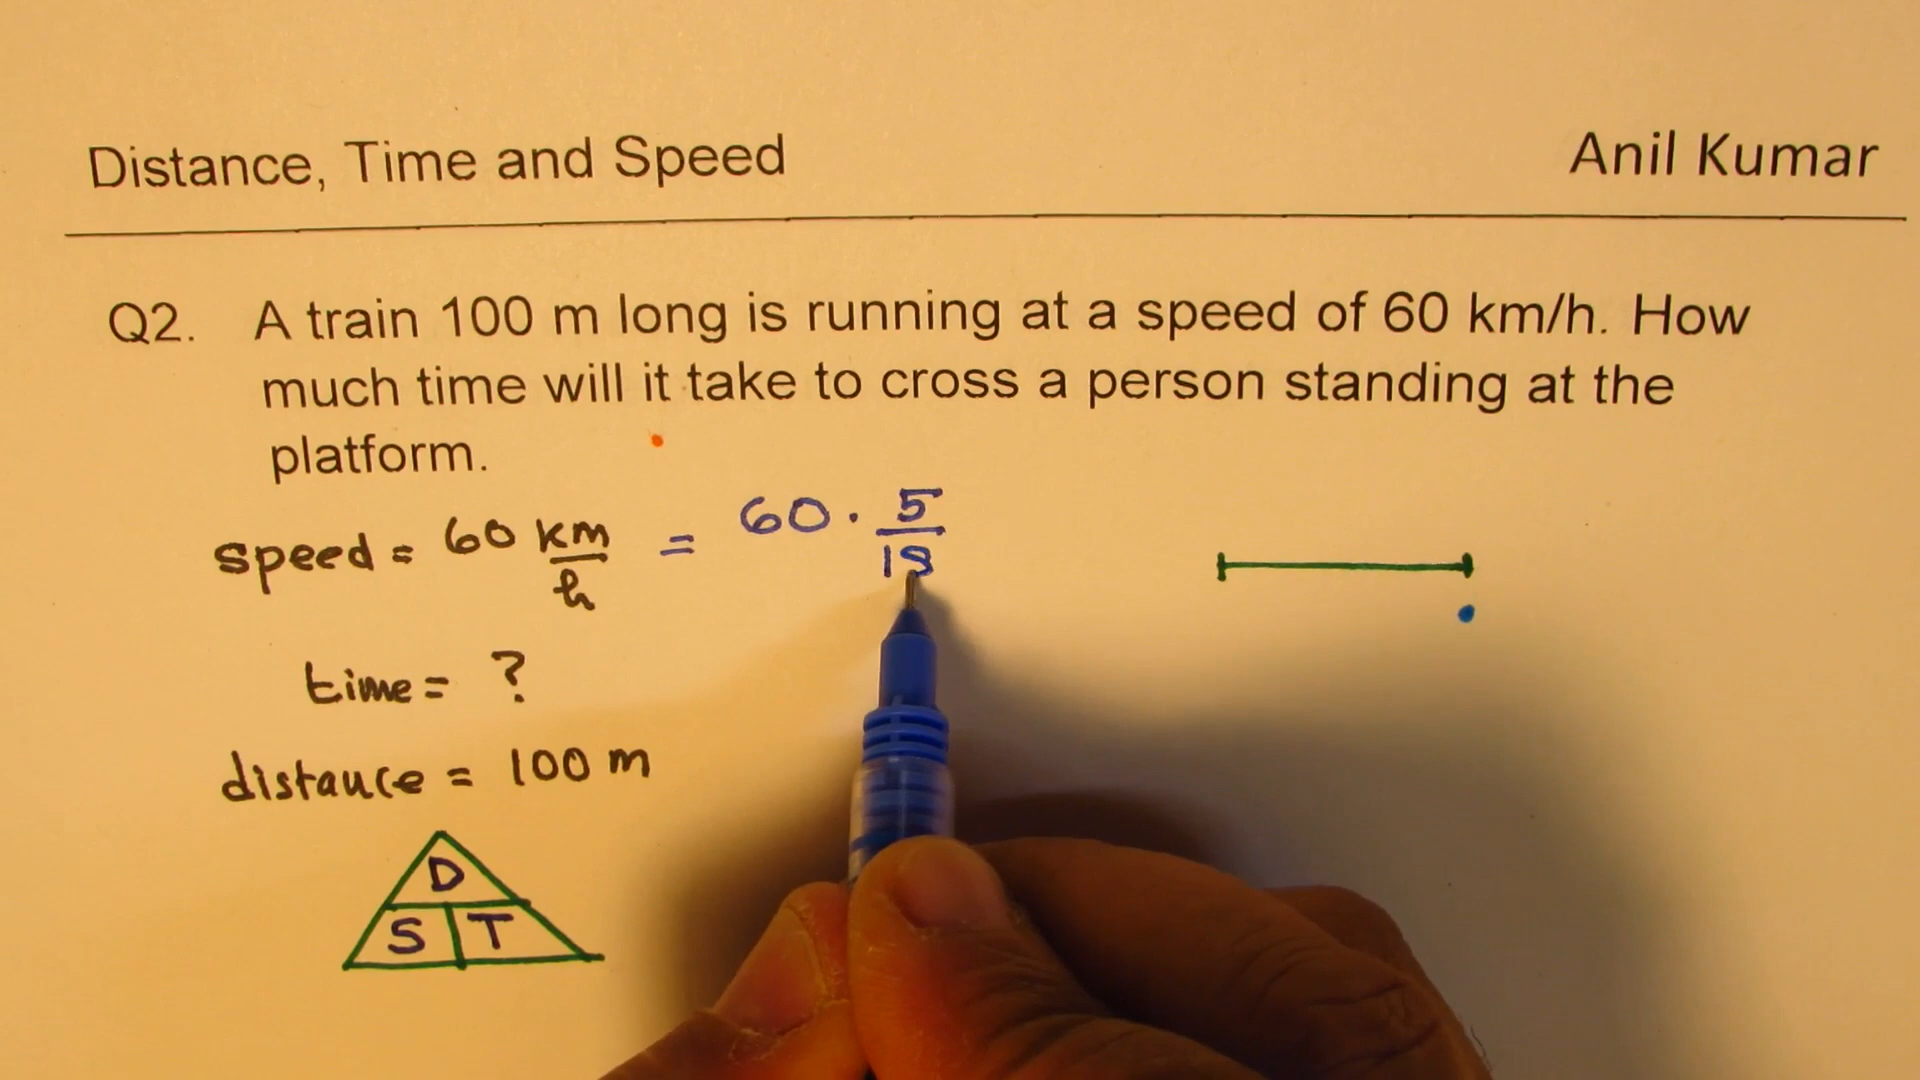 Distance, Time and Speed
Anil Kumar
Q2. A train 100 m long is running at a speed of 60 km/h. How
much time will it take to cross a person standing at the
platform.
speed = 60 km/h = 60 · 5/18
time = ?
distance = 100 m
D
S T